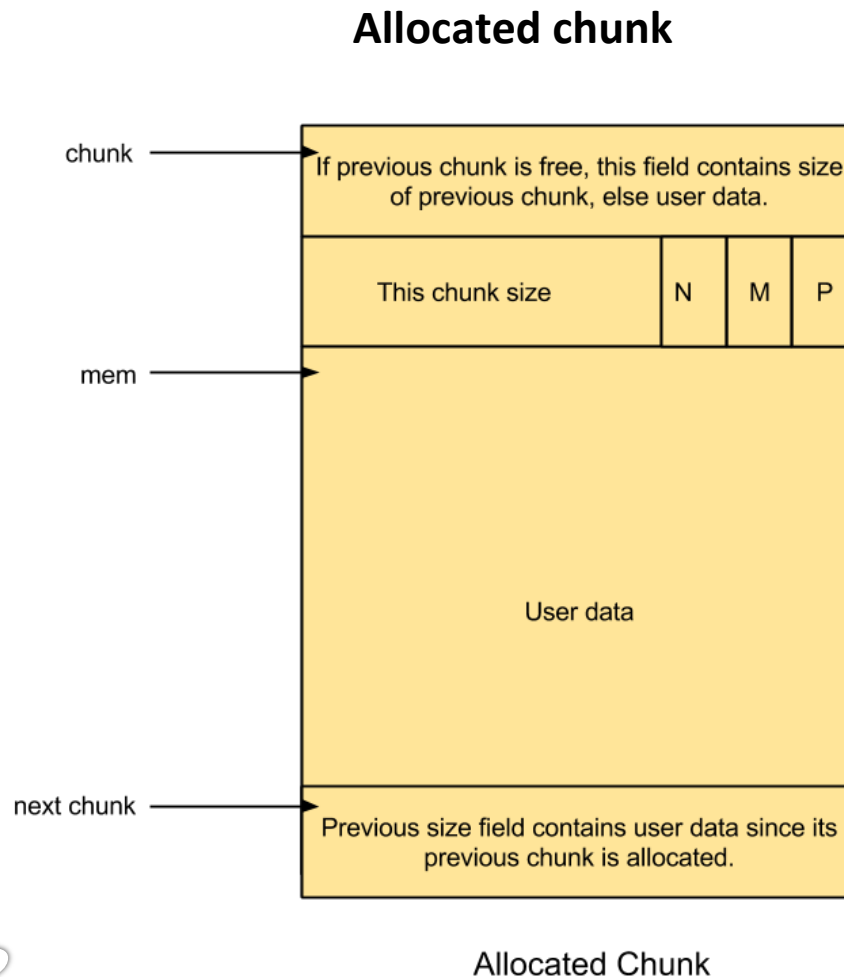 Allocated chunk
chunk
If previous chunk is free, this field contains size
of previous chunk, else user data.
This chunk size
N
M
P
mem
User data
next chunk
Previous size field contains user data since its
previous chunk is allocated.
Allocated Chunk